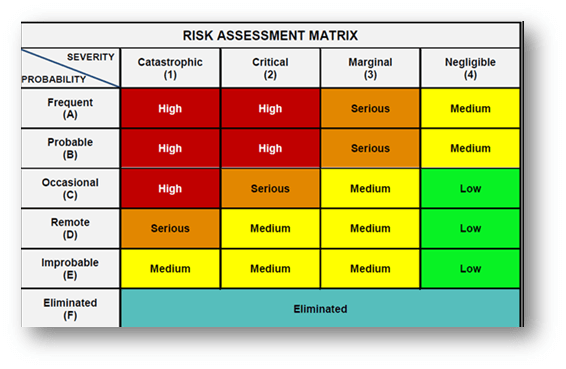 RISK ASSESSMENT MATRIX
SEVERITY
PROBABILITY
Catastrophic
(1)
Critical
(2)
Marginal
(3)
Negligible
(4)
Frequent
(A)
High
High
Serious
Medium
Probable
(B)
High
High
Serious
Medium
Occasional
(C)
High
Serious
Medium
Low
Remote
(D)
Serious
Medium
Medium
Low
Improbable
(E)
Medium
Medium
Medium
Low
Eliminated
(F)
Eliminated